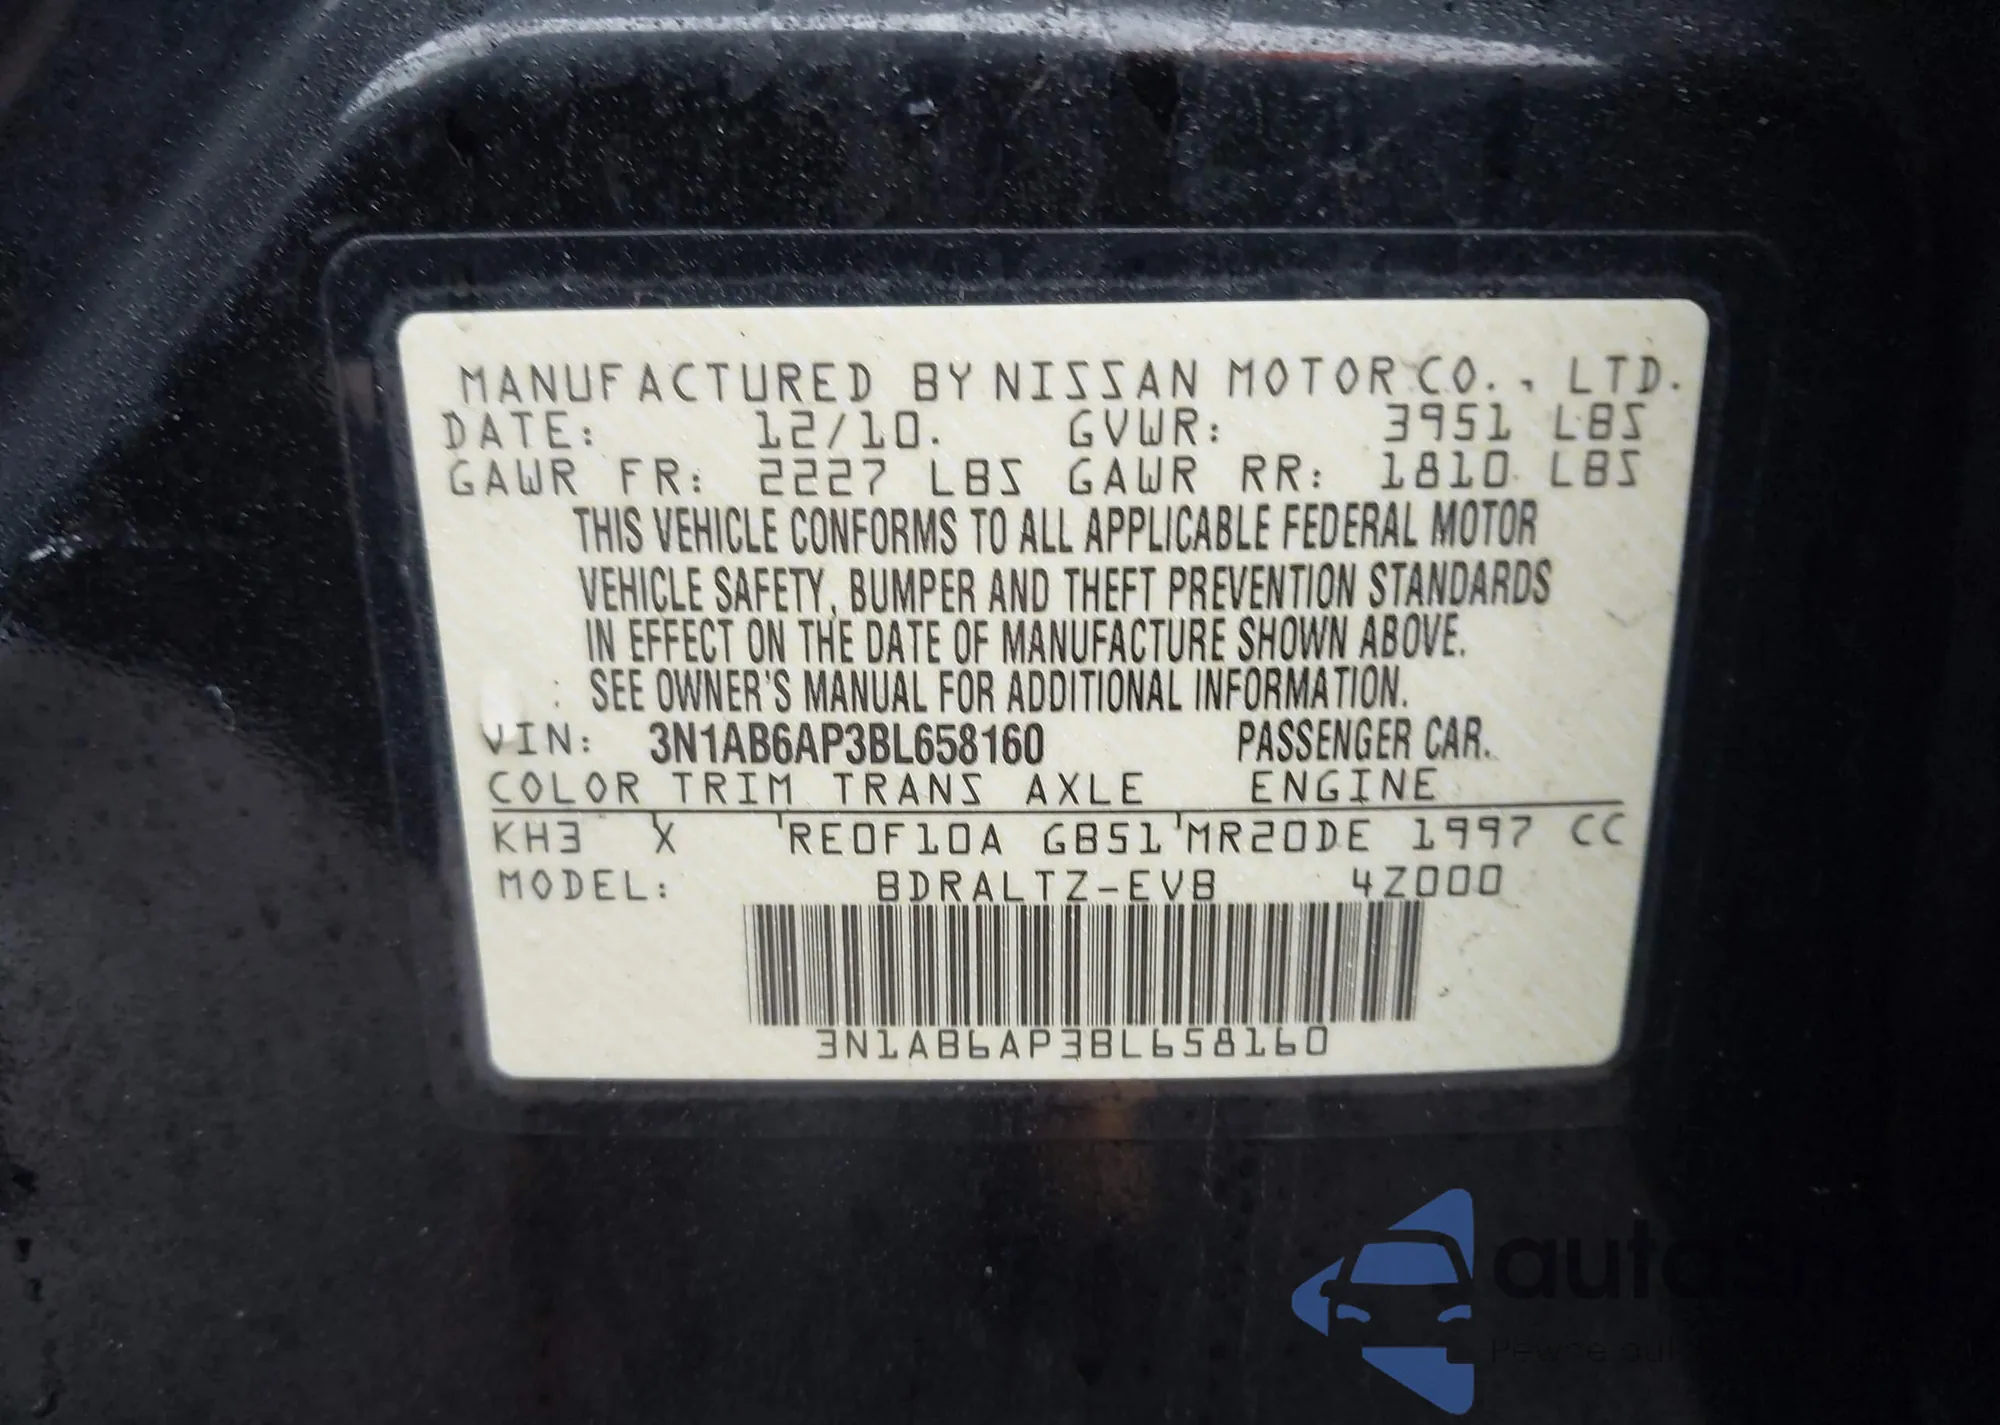 MANUFACTURED BY NISSAN MOTOR CO., LTD.
DATE: 12/10. GVWR: 3951 LBS
GAWR FR: 2227 LBS GAWR RR: 1810 LBS
THIS VEHICLE CONFORMS TO ALL APPLICABLE FEDERAL MOTOR
VEHICLE SAFETY, BUMPER AND THEFT PREVENTION STANDARDS
IN EFFECT ON THE DATE OF MANUFACTURE SHOWN ABOVE.
: SEE OWNER'S MANUAL FOR ADDITIONAL INFORMATION.
VIN: 3N1AB6AP3BL658160 PASSENGER CAR.
COLOR TRIM TRANS AXLE ENGINE
KH3 X RE0F10A GB51 MR20DE 1997 CC
MODEL: BDRALTZ-EVB 4Z000
3N1AB6AP3BL658160